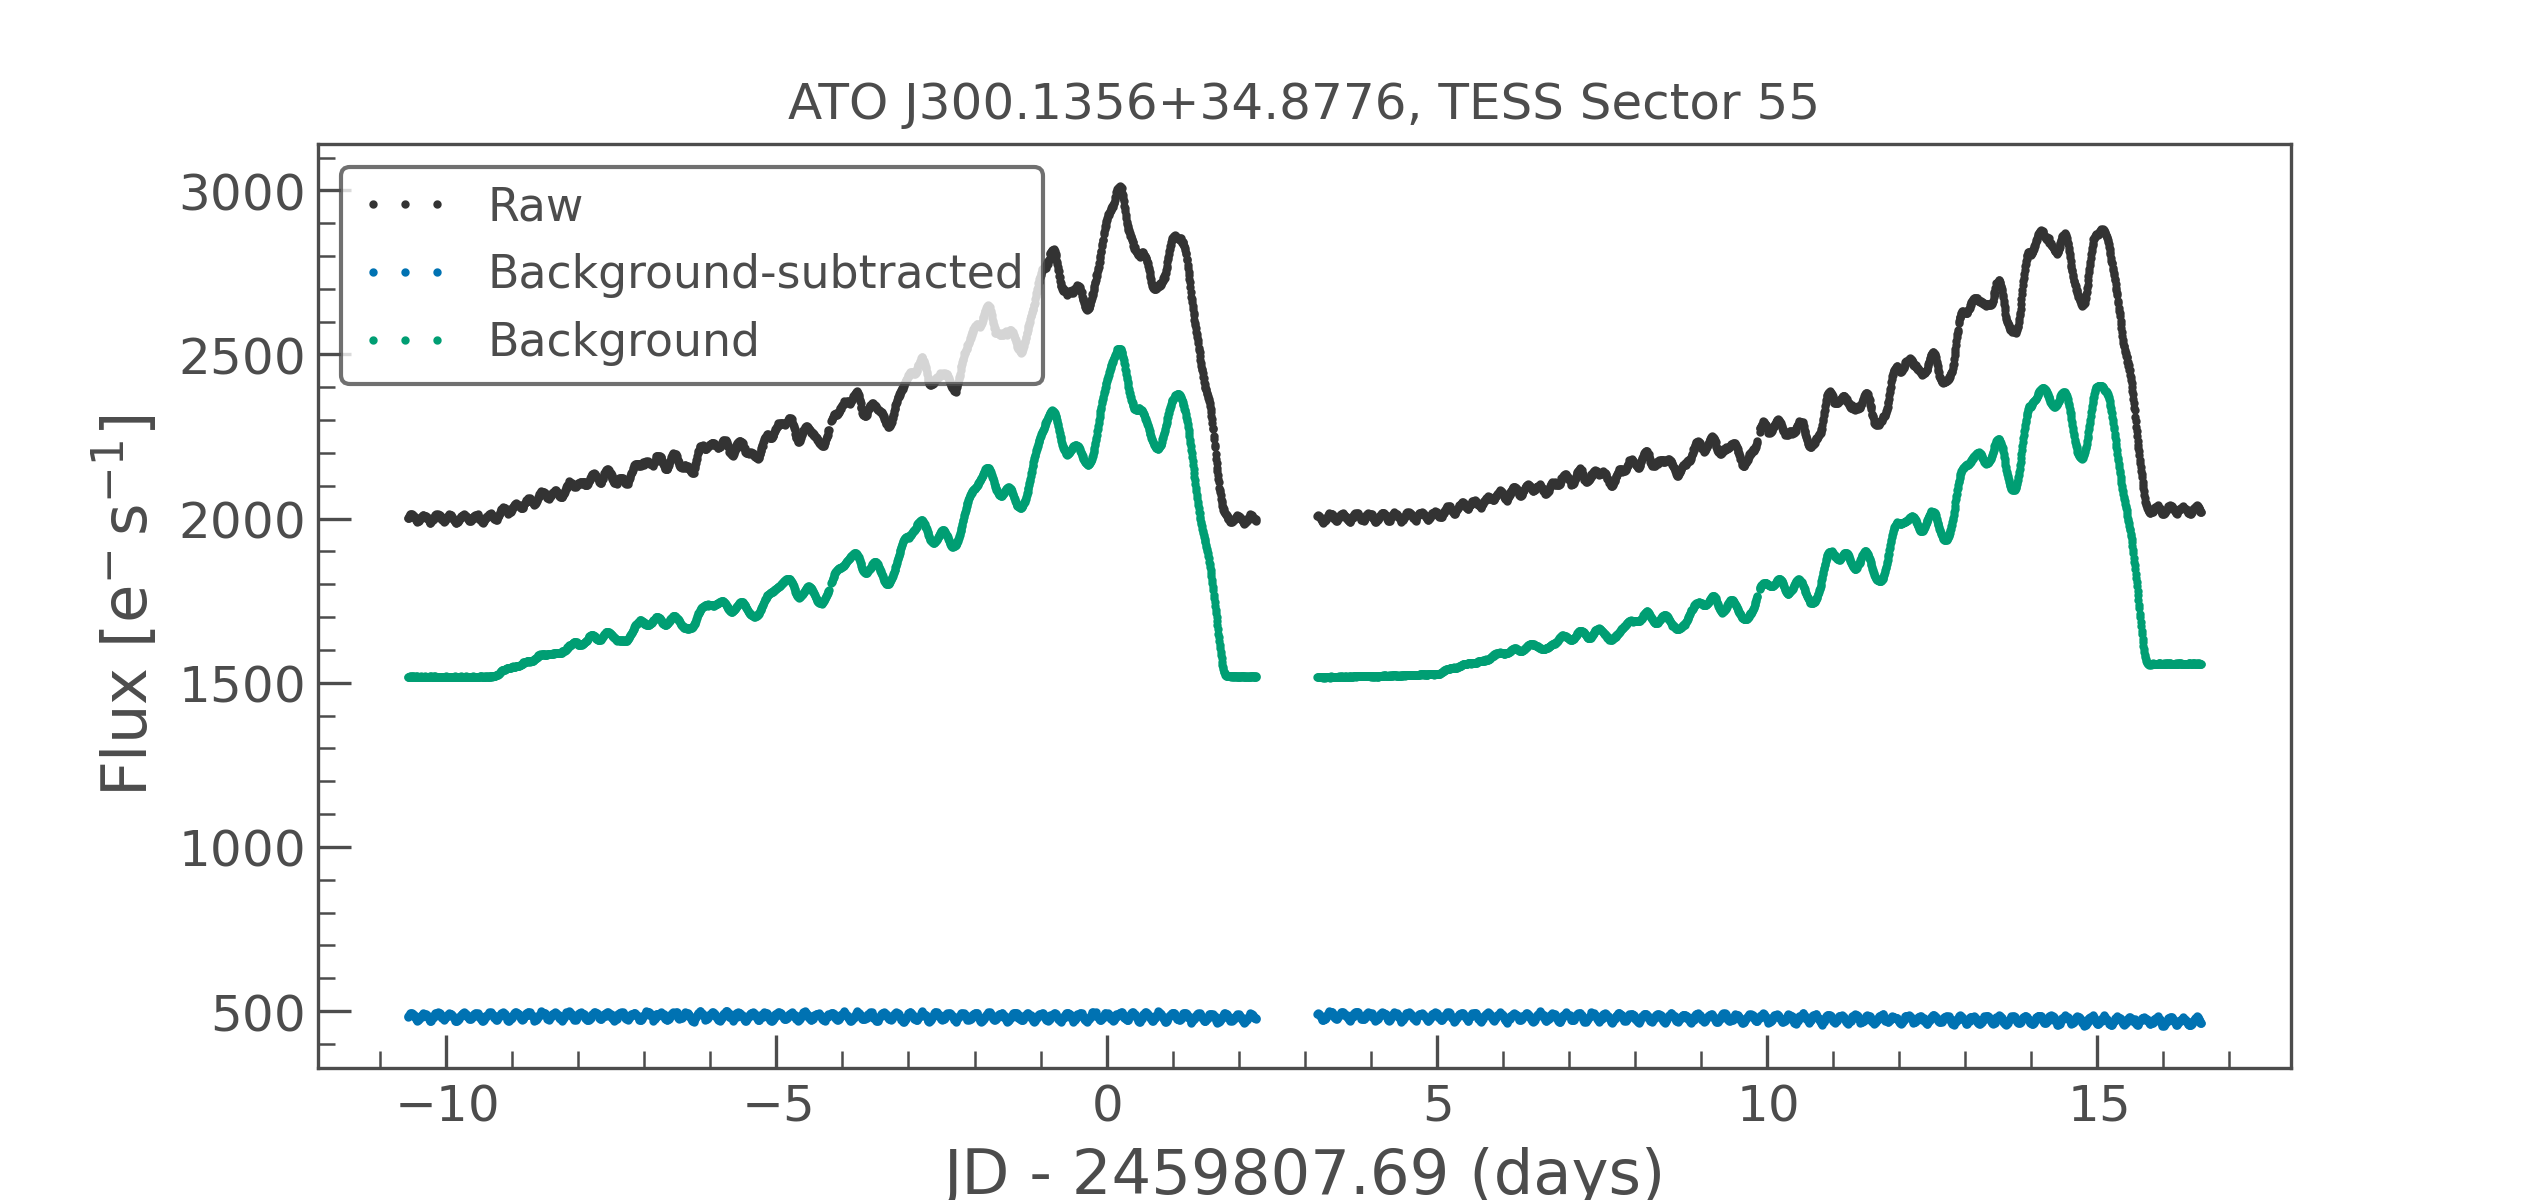 ATO J300.1356+34.8776, TESS Sector 55
Raw
Background-subtracted
Background
3000
2500
2000
1500
1000
500
Flux [e⁻ s⁻¹]
−10 −5 0 5 10 15
JD - 2459807.69 (days)